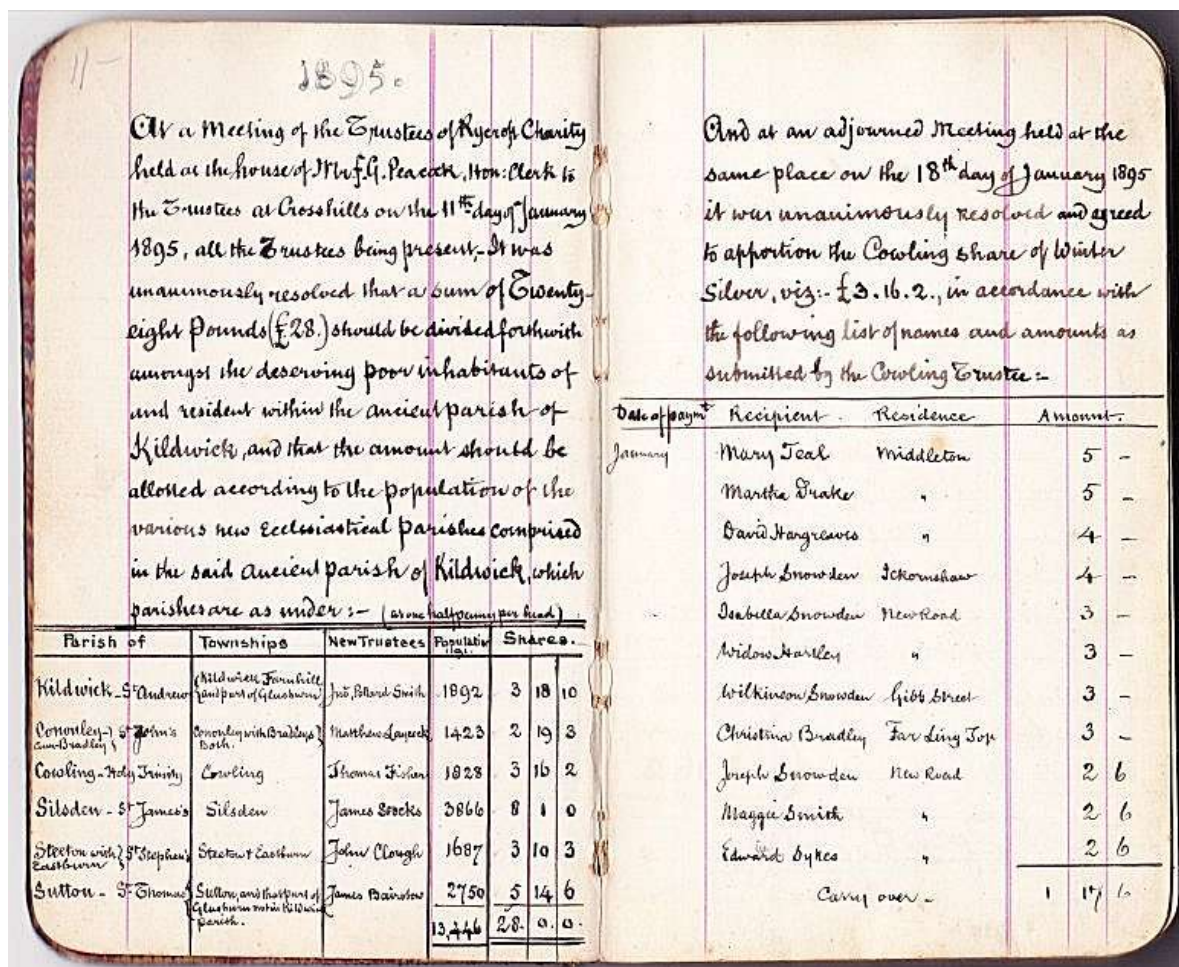 11-
1895.
At a Meeting of the Trustees of Rycroft Charity
held at the house of Mr F.G. Peacock, Hon: Clerk to
the Trustees at Crosshills on the 11th day of January
1895, all the Trustees being present,- It was
unanimously resolved that a sum of Twenty-
eight Pounds (£28.) should be divided forthwith
amongst the deserving poor inhabitants of
and resident within the ancient parish of
Kildwick, and that the amount should be
allotted according to the population of the
various new Ecclesiastical Parishes comprised
in the said ancient parish of Kildwick, which
parishes are as under :- (as one halfpenny per head)
Parish of Townships New Trustees Population 1891. Shares.
Kildwick - St Andrew Kildwick Farnhill and part of Glusburn Jno, Pollard Smith 1892 3 18 10
Cononley- cum Bradley St John's Cononley with Bradleys Both. Matthew Laycock 1423 2 19 3
Cowling - Holy Trinity Cowling Thomas Fisher 1828 3 16 2
Silsden - St James's Silsden James Stocks 3866 8 1 0
Steeton with Eastburn St Stephen's Steeton & Eastburn John Clough 1687 3 10 3
Sutton - St Thomas Sutton, and that part of Glusburn not in Kildwick parish. James Bairstow 2750 5 14 6
13,446 28. 0. 0.
And at an adjourned Meeting held at the
same place on the 18th day of January 1895
it was unanimously resolved and agreed
to apportion the Cowling share of Winter
Silver, viz:- £3.16.2., in accordance with
the following list of names and amounts as
submitted by the Cowling Trustee :-
Date of paymt Recipient. Residence Amount.
January Mary Teal Middleton 5 -
Martha Drake " 5 -
David Hargreaves " 4 -
Joseph Snowden Ickornshaw 4 -
Isabella Snowden New Road 3 -
Widow Hartley " 3 -
Wilkinson Snowden Gibb Street 3 -
Christina Bradley Far Ling Top 3 -
Joseph Snowden New Road 2 6
Maggie Smith " 2 6
Edward Dykes " 2 6
Carry over - 1 17 6